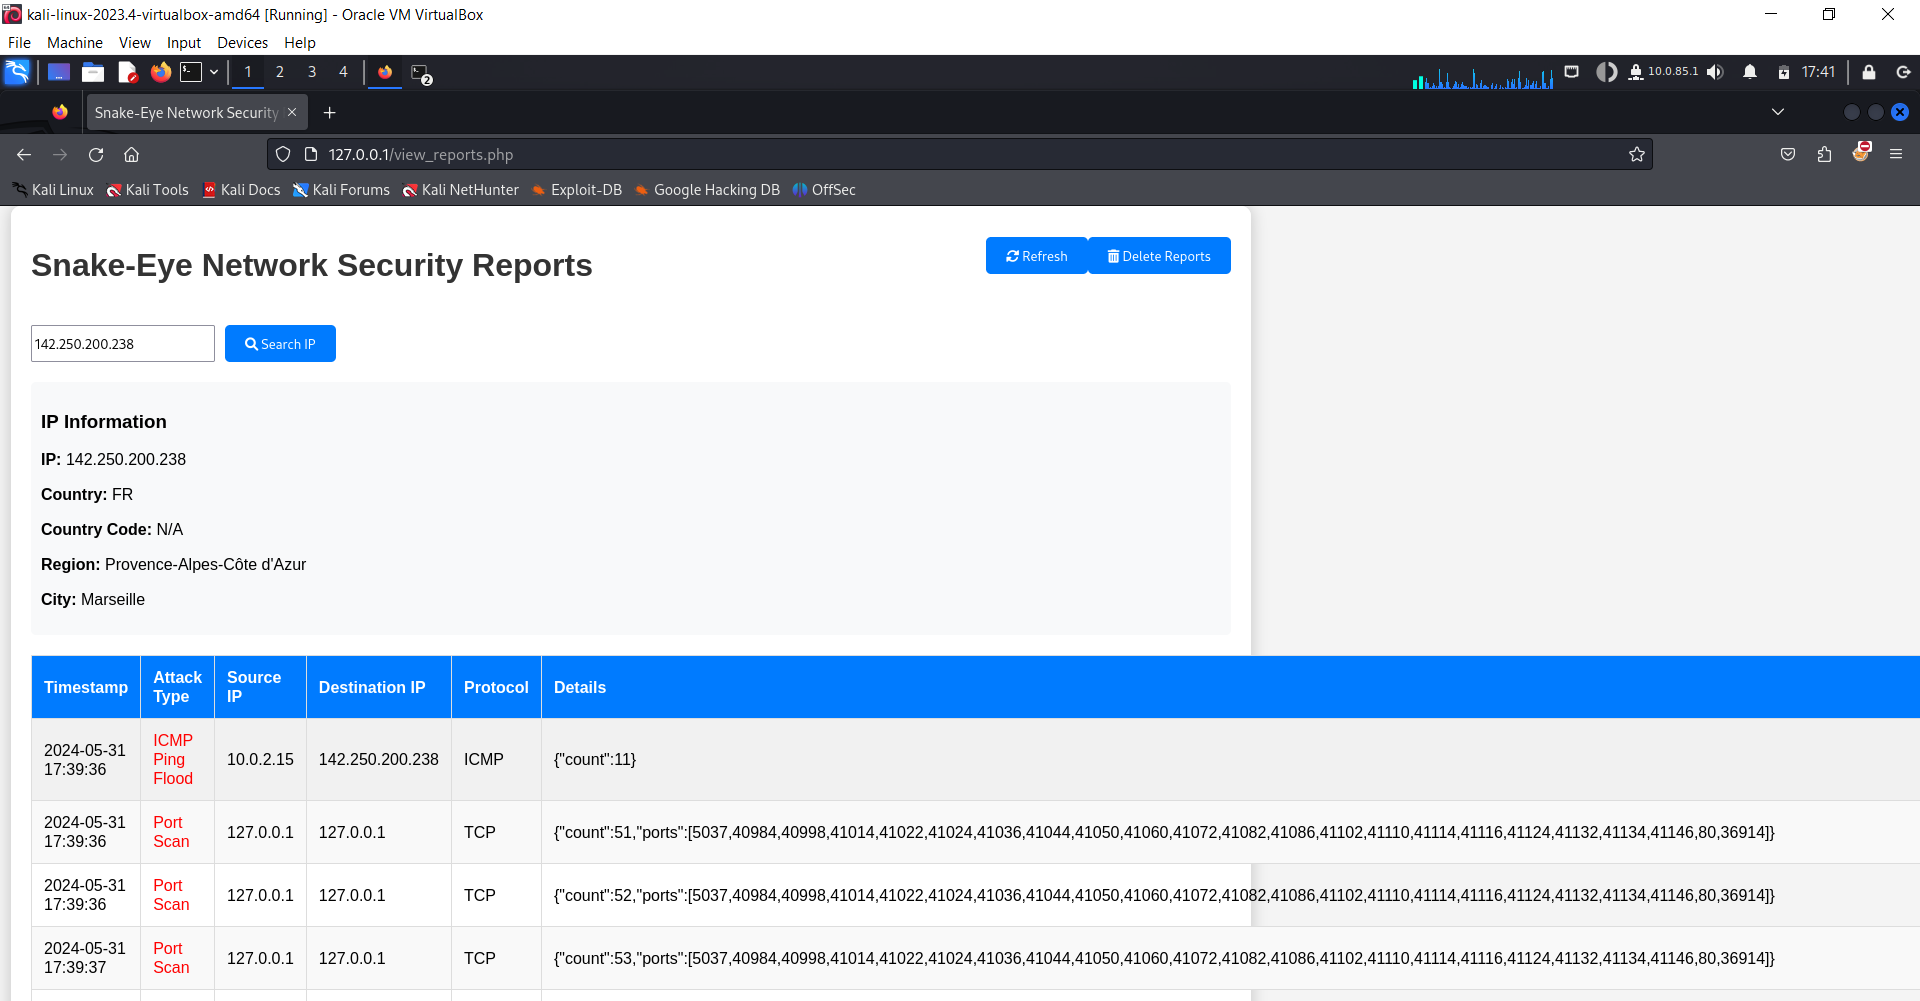 kali-linux-2023.4-virtualbox-amd64 [Running] - Oracle VM VirtualBox
File Machine View Input Devices Help
1 2 3 4 2 10.0.85.1 17:41
Snake-Eye Network Security
127.0.0.1/view_reports.php
Kali Linux Kali Tools Kali Docs Kali Forums Kali NetHunter Exploit-DB Google Hacking DB OffSec
Snake-Eye Network Security Reports
Refresh Delete Reports
142.250.200.238 Search IP
IP Information
IP: 142.250.200.238
Country: FR
Country Code: N/A
Region: Provence-Alpes-Côte d'Azur
City: Marseille
Timestamp Attack Type Source IP Destination IP Protocol Details
2024-05-31 17:39:36 ICMP Ping Flood 10.0.2.15 142.250.200.238 ICMP {"count":11}
2024-05-31 17:39:36 Port Scan 127.0.0.1 127.0.0.1 TCP {"count":51,"ports":[5037,40984,40998,41014,41022,41024,41036,41044,41050,41060,41072,41082,41086,41102,41110,41114,41116,41124,41132,41134,41146,80,36914]}
2024-05-31 17:39:36 Port Scan 127.0.0.1 127.0.0.1 TCP {"count":52,"ports":[5037,40984,40998,41014,41022,41024,41036,41044,41050,41060,41072,41082,41086,41102,41110,41114,41116,41124,41132,41134,41146,80,36914]}
2024-05-31 17:39:37 Port Scan 127.0.0.1 127.0.0.1 TCP {"count":53,"ports":[5037,40984,40998,41014,41022,41024,41036,41044,41050,41060,41072,41082,41086,41102,41110,41114,41116,41124,41132,41134,41146,80,36914]}